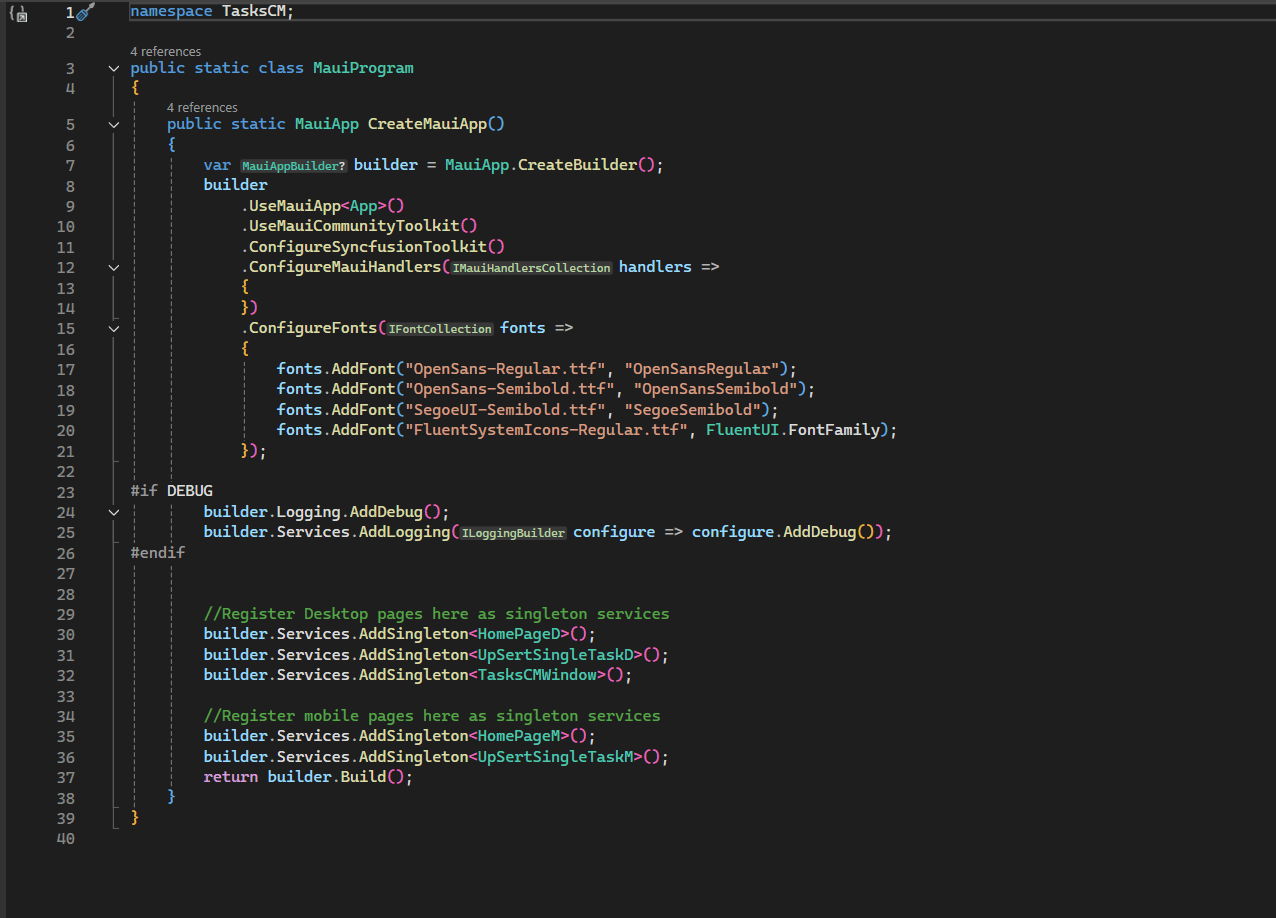 1 namespace TasksCM;
2
4 references
3 public static class MauiProgram
4 {
4 references
5 public static MauiApp CreateMauiApp()
6 {
7 var MauiAppBuilder? builder = MauiApp.CreateBuilder();
8 builder
9 .UseMauiApp<App>()
10 .UseMauiCommunityToolkit()
11 .ConfigureSyncfusionToolkit()
12 .ConfigureMauiHandlers(IMauiHandlersCollection handlers =>
13 {
14 })
15 .ConfigureFonts(IFontCollection fonts =>
16 {
17 fonts.AddFont("OpenSans-Regular.ttf", "OpenSansRegular");
18 fonts.AddFont("OpenSans-Semibold.ttf", "OpenSansSemibold");
19 fonts.AddFont("SegoeUI-Semibold.ttf", "SegoeSemibold");
20 fonts.AddFont("FluentSystemIcons-Regular.ttf", FluentUI.FontFamily);
21 });
22
23 #if DEBUG
24 builder.Logging.AddDebug();
25 builder.Services.AddLogging(ILoggingBuilder configure => configure.AddDebug());
26 #endif
27
28
29 //Register Desktop pages here as singleton services
30 builder.Services.AddSingleton<HomePageD>();
31 builder.Services.AddSingleton<UpSertSingleTaskD>();
32 builder.Services.AddSingleton<TasksCMWindow>();
33
34 //Register mobile pages here as singleton services
35 builder.Services.AddSingleton<HomePageM>();
36 builder.Services.AddSingleton<UpSertSingleTaskM>();
37 return builder.Build();
38 }
39 }
40